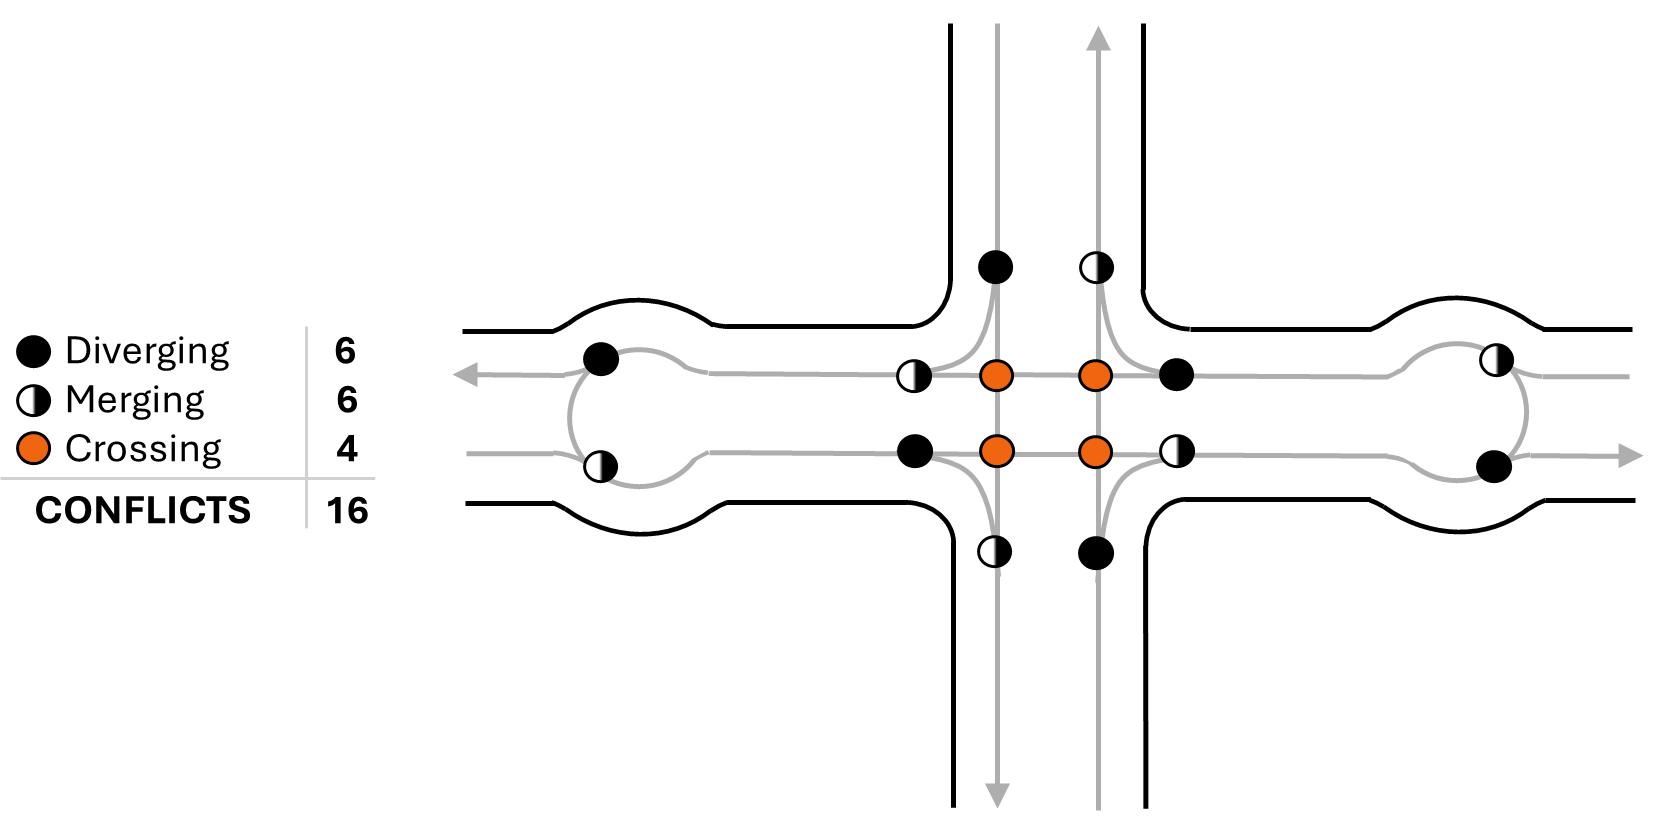 Diverging 6
Merging 6
Crossing 4
CONFLICTS 16